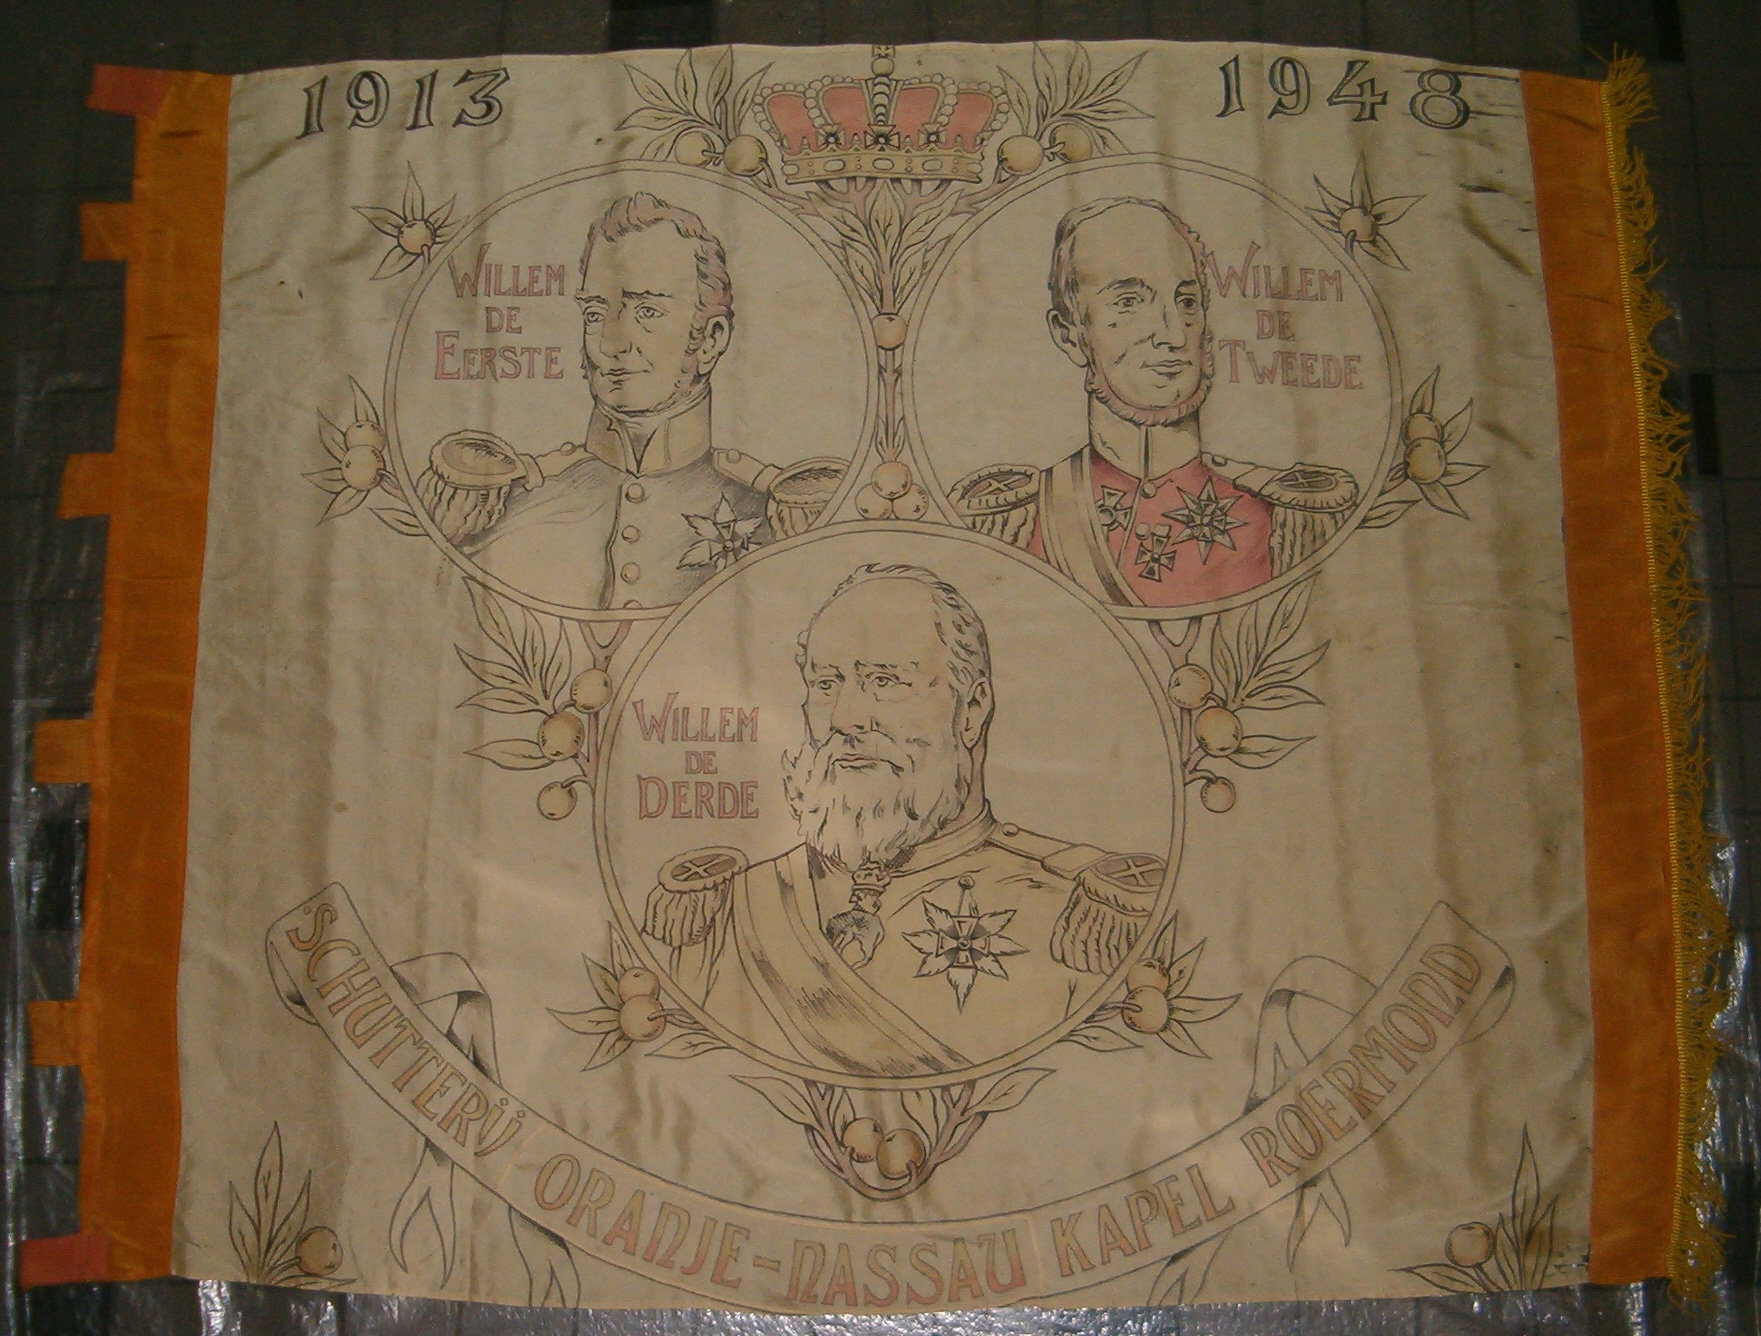 1913
1948
WILLEM
DE
EERSTE
WILLEM
DE
TWEEDE
WILLEM
DE
DERDE
SCHUTTERIJ ORANJE-NASSAU KAPEL ROERMOND